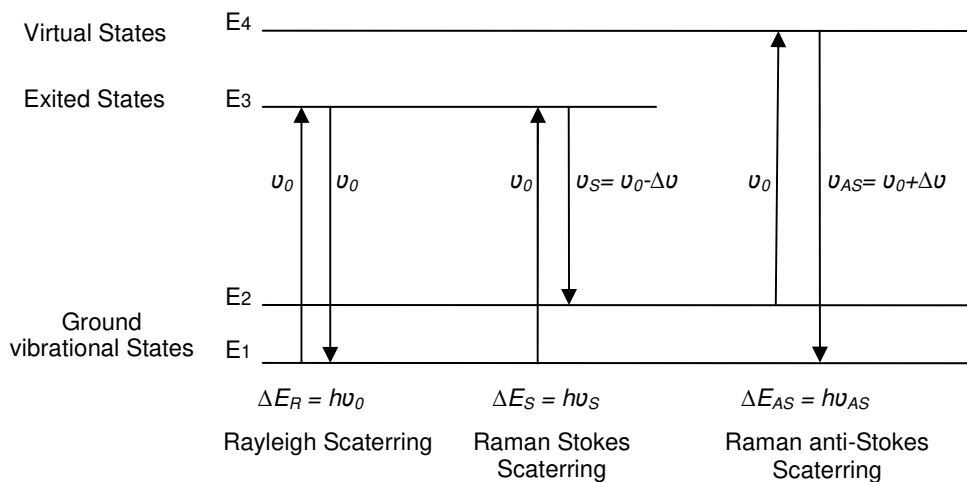 Virtual States E4
Exited States E3
υ0 υ0 υ0 υS= υ0-Δυ υ0 υAS= υ0+Δυ
E2
Ground
vibrational States E1
ΔER = hυ0 ΔES = hυS ΔEAS = hυAS
Rayleigh Scaterring Raman Stokes Raman anti-Stokes
Scaterring Scaterring